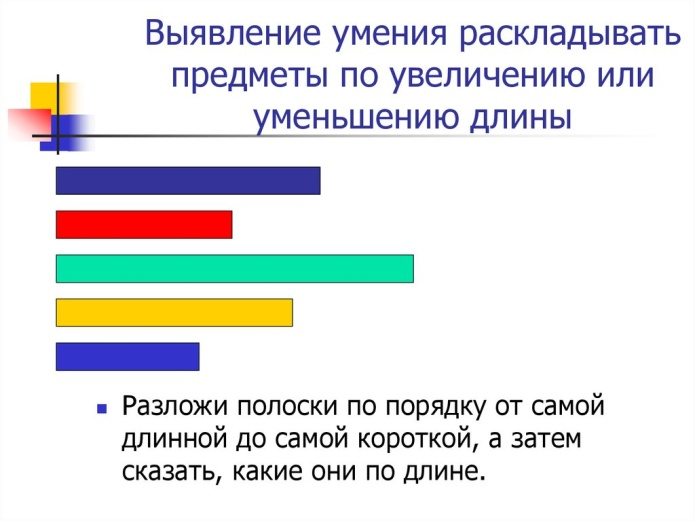 Выявление умения раскладывать
предметы по увеличению или
уменьшению длины
Разложи полоски по порядку от самой
длинной до самой короткой, а затем
сказать, какие они по длине.